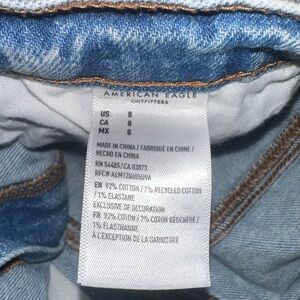 AMERICAN EAGLE
OUTFITTERS
US 8
CA 8
MX 8
MADE IN CHINA / FABRIQUÉ EN CHINE /
HECHO EN CHINA
RN 54485/CA 03873
EN 92% COTTON / 7% RECYCLED COTTON
/ 1% ELASTANE
EXCLUSIVE OF DECORATION
FR 92% COTON / 7% COTON RÉGÉNÉRÉ /
1% ÉLASTHANNE
À L'EXCEPTION DE LA GARNITURE